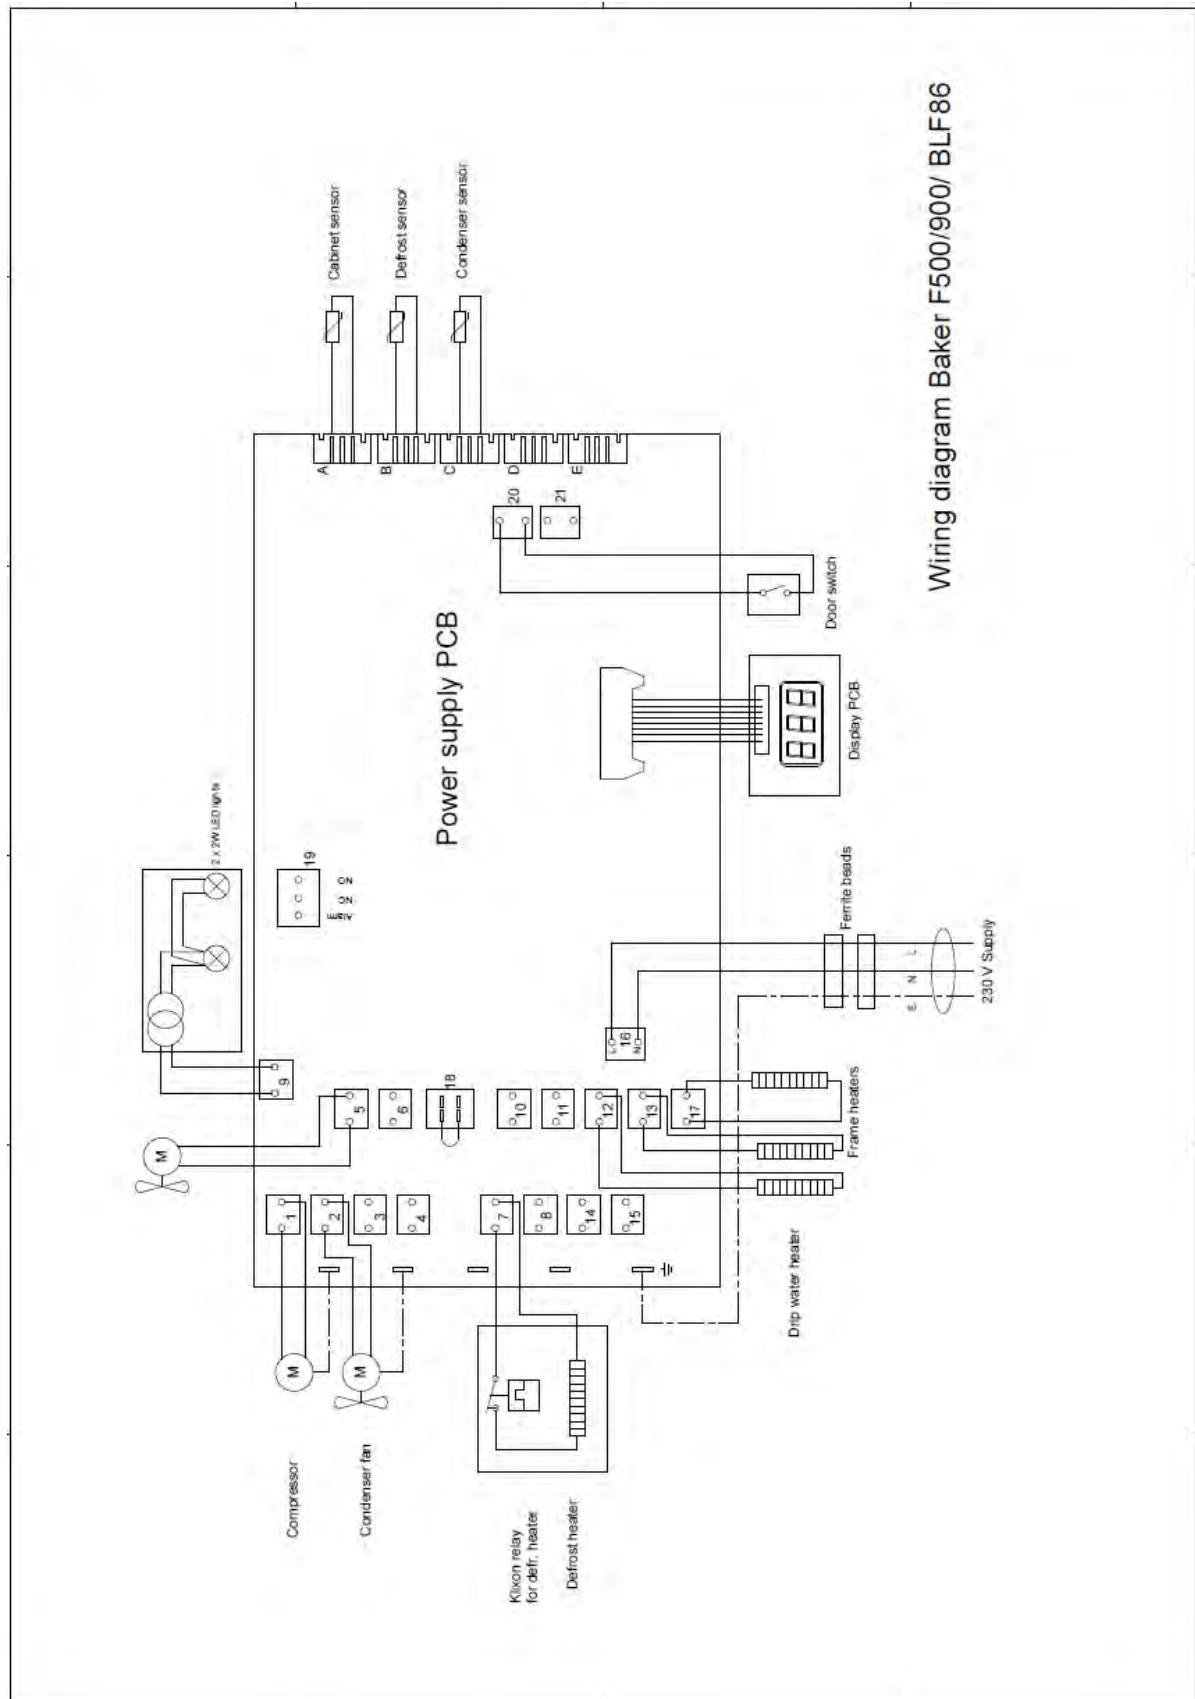 M
2 x 2W LED lights
9
Compressor
M
1
19
Cabinet sensor
A
Condenser fan
M
2
3
4
5
6
Defrost sensor
B
Power supply PCB
18
Condenser sensor
C
Klixon relay
for defr. heater
7
8
10
11
20
D
21
E
Defrost heater
14
15
12
13
17
L
N
16
Drip water heater
Frame heaters
Ferrite beads
Display PCB
Door switch
E
N
L
230 V Supply
Wiring diagram Baker F500/900/ BLF86